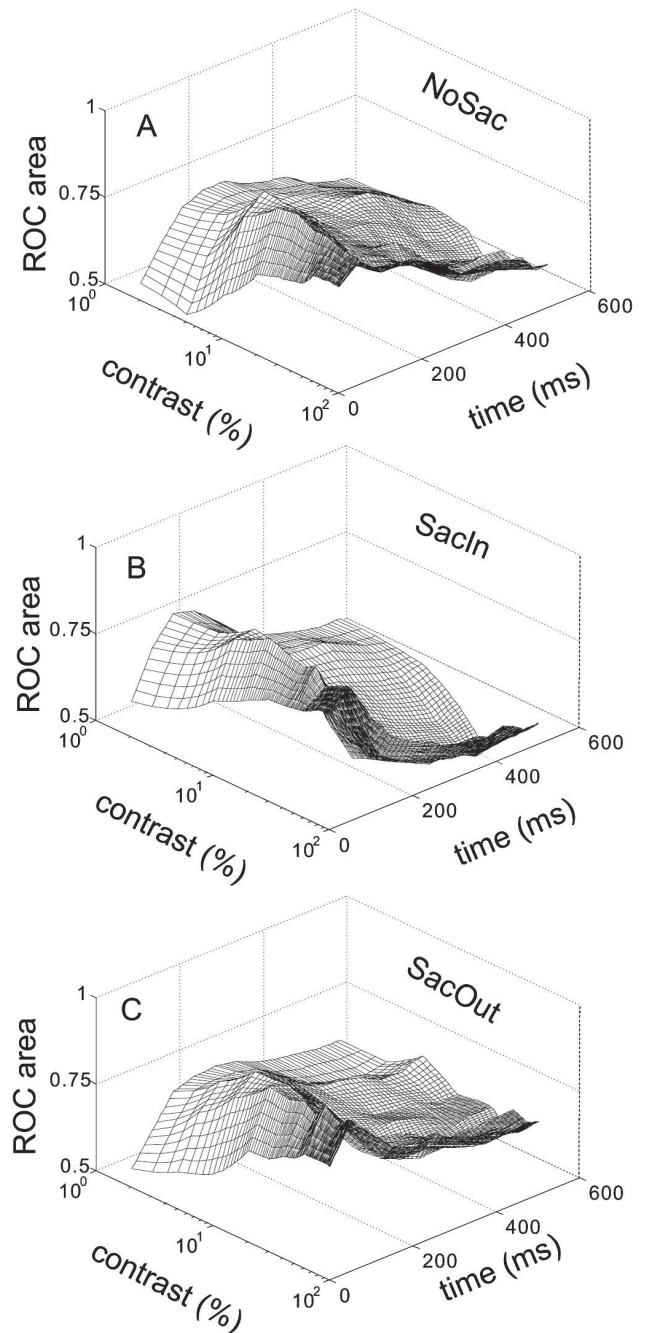 A
NoSac
ROC area
1
0.75
0.5
10⁰
10¹
10²
contrast (%)
0
200
400
600
time (ms)
B
SacIn
ROC area
1
0.75
0.5
10⁰
10¹
10²
contrast (%)
0
200
400
600
time (ms)
C
SacOut
ROC area
1
0.75
0.5
10⁰
10¹
10²
contrast (%)
0
200
400
600
time (ms)